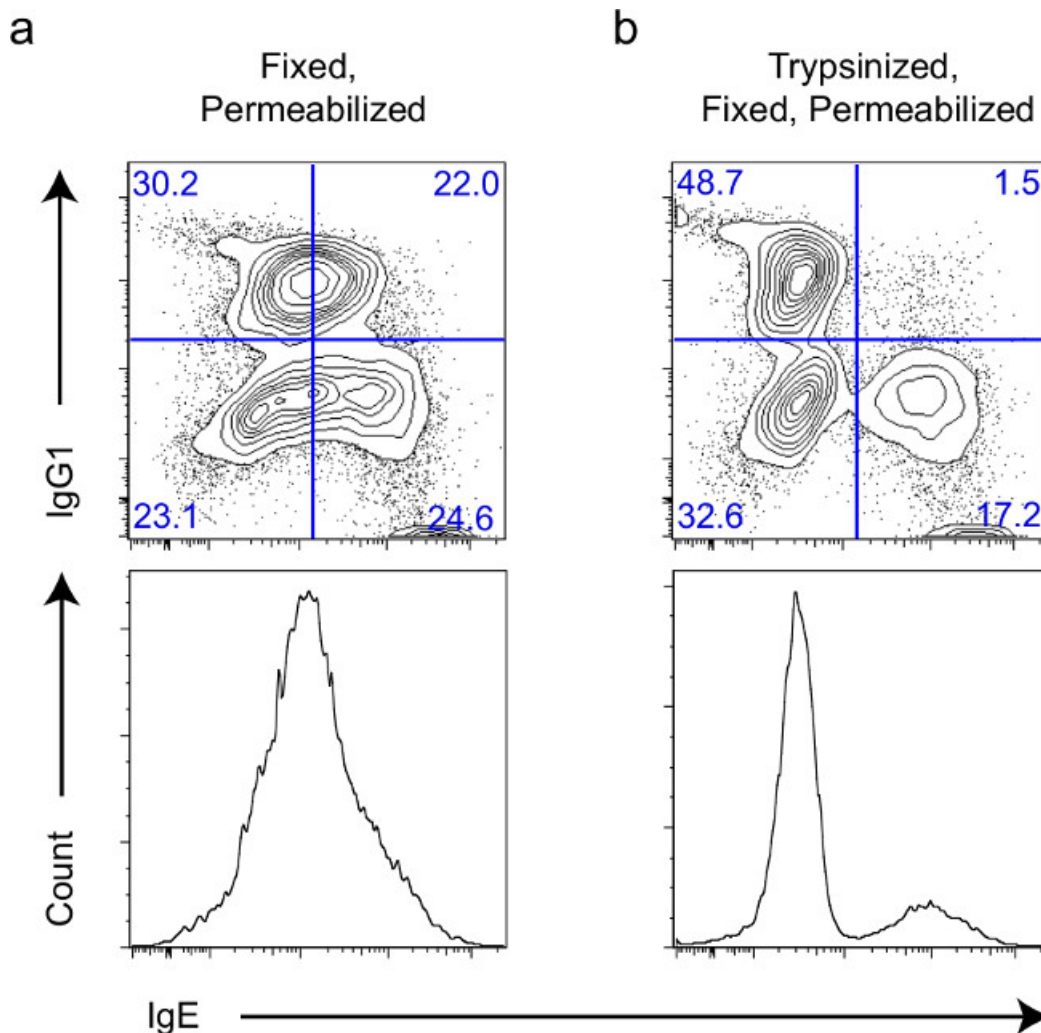 a
Fixed,
Permeabilized
b
Trypsinized,
Fixed, Permeabilized
IgG1
30.2
22.0
23.1
24.6
48.7
1.5
32.6
17.2
Count
IgE